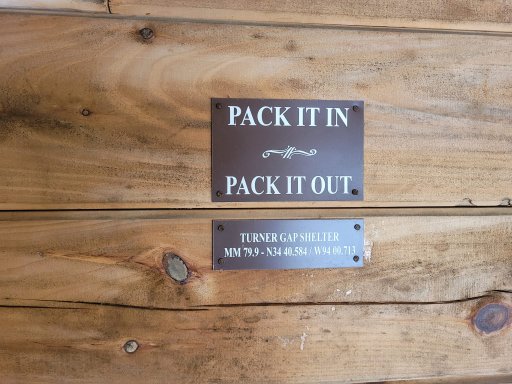 PACK IT IN
PACK IT OUT
TURNER GAP SHELTER
MM 79.9 - N34 40.584 / W94 00.713